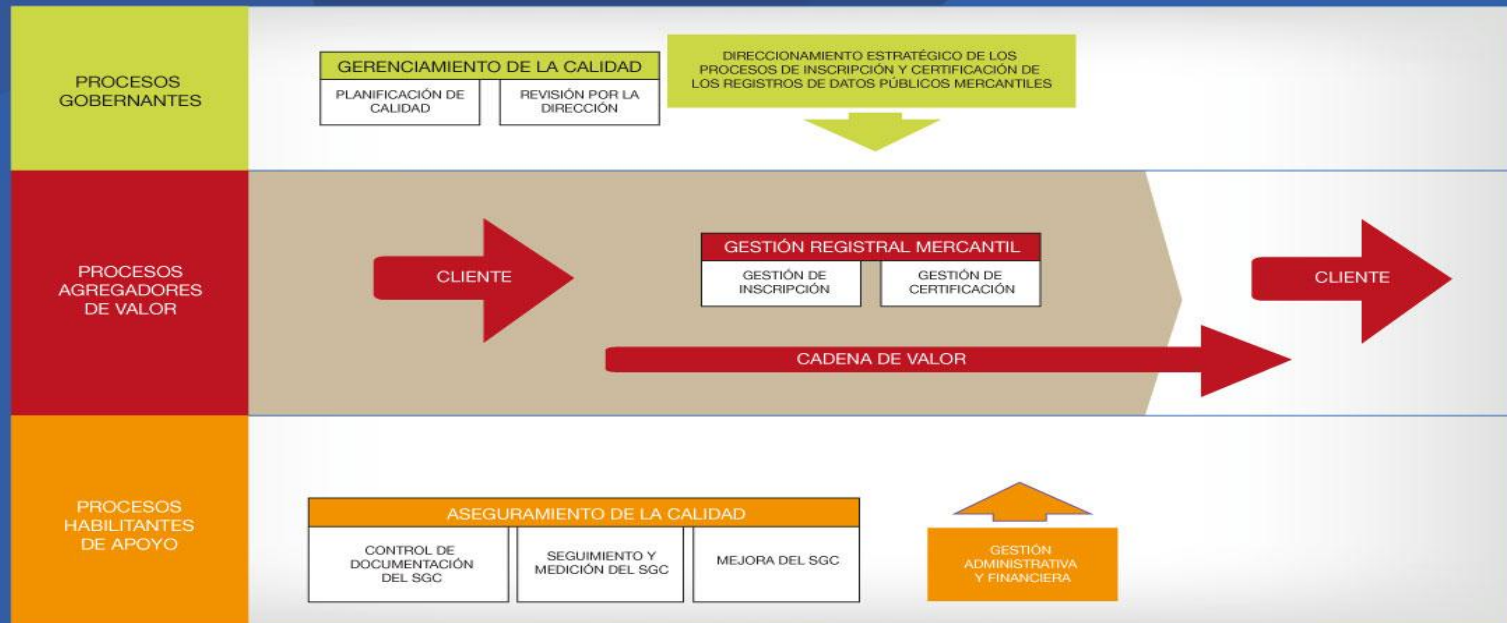 PROCESOS
GOBERNANTES
GERENCIAMIENTO DE LA CALIDAD
PLANIFICACIÓN DE
CALIDAD
REVISIÓN POR LA
DIRECCIÓN
DIRECCIONAMIENTO ESTRATÉGICO DE LOS
PROCESOS DE INSCRIPCIÓN Y CERTIFICACIÓN DE
LOS REGISTROS DE DATOS PÚBLICOS MERCANTILES
PROCESOS
AGREGADORES
DE VALOR
CLIENTE
GESTIÓN REGISTRAL MERCANTIL
GESTIÓN DE
INSCRIPCIÓN
GESTIÓN DE
CERTIFICACIÓN
CLIENTE
CADENA DE VALOR
PROCESOS
HABILITANTES
DE APOYO
ASEGURAMIENTO DE LA CALIDAD
CONTROL DE
DOCUMENTACIÓN
DEL SGC
SEGUIMIENTO Y
MEDICIÓN DEL SGC
MEJORA DEL SGC
GESTIÓN
ADMINISTRATIVA
Y FINANCIERA